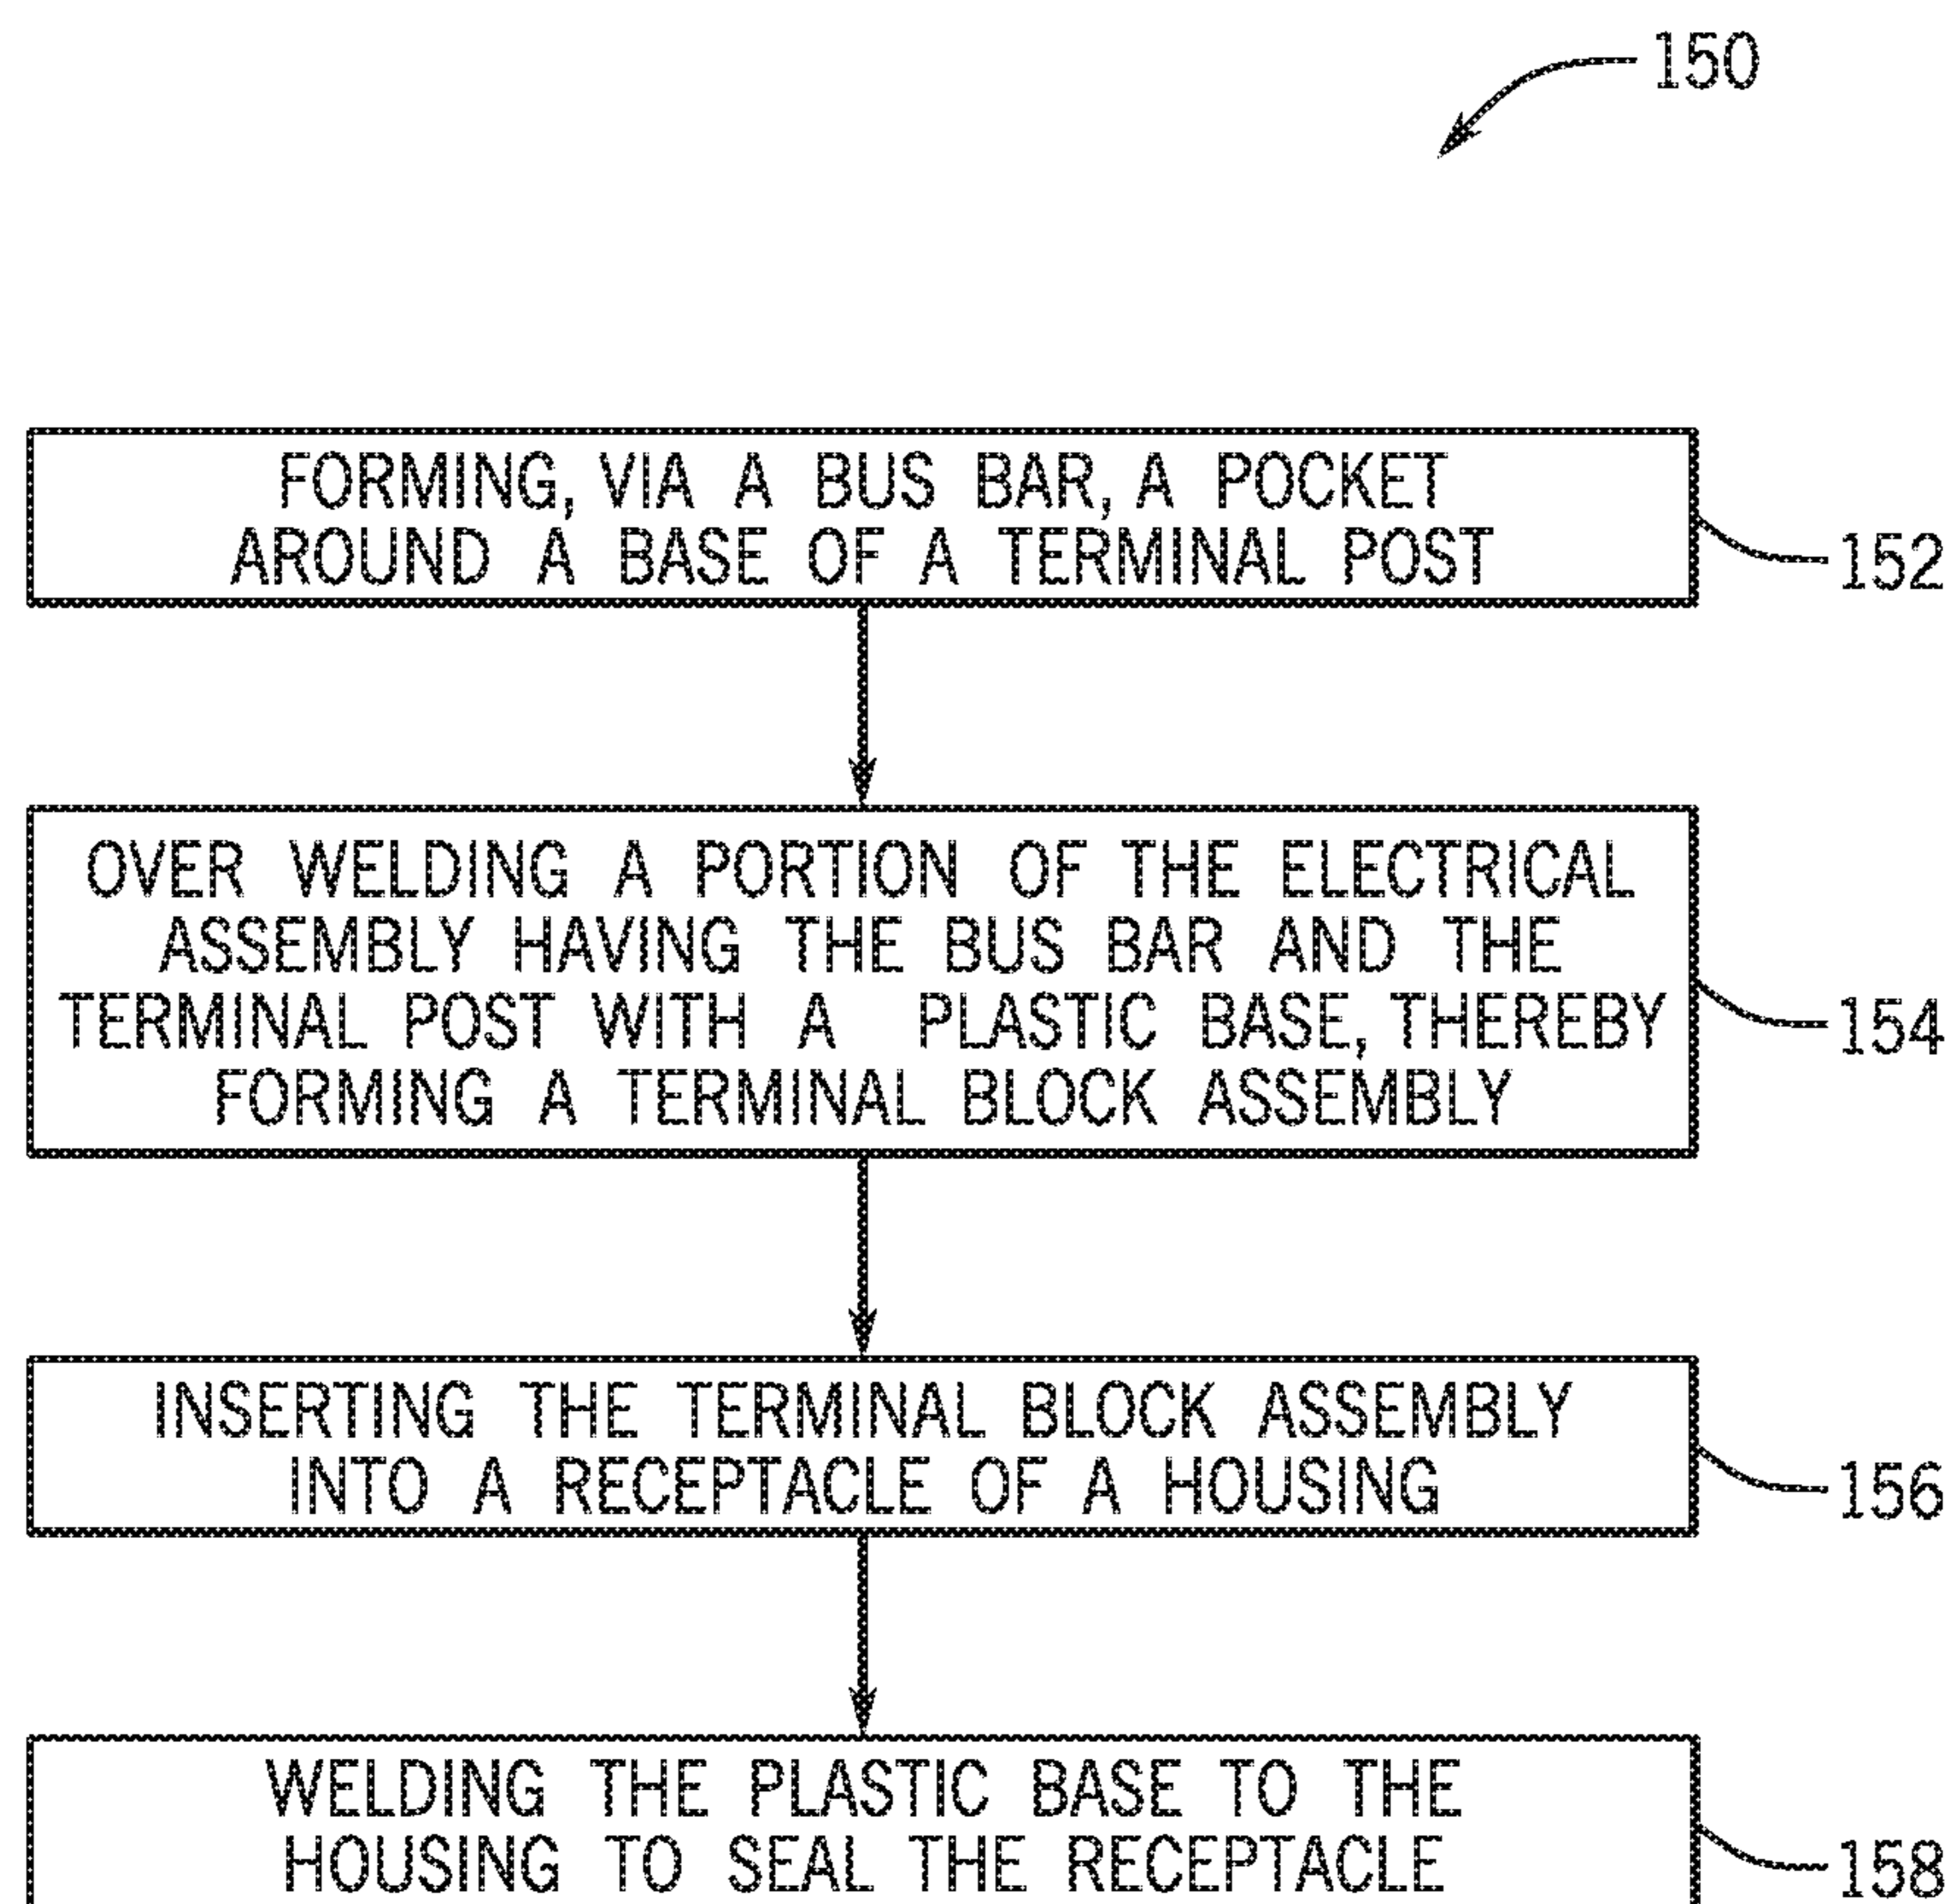 150
FORMING, VIA A BUS BAR, A POCKET
AROUND A BASE OF A TERMINAL POST
152
OVER WELDING A PORTION OF THE ELECTRICAL
ASSEMBLY HAVING THE BUS BAR AND THE
TERMINAL POST WITH A PLASTIC BASE, THEREBY
FORMING A TERMINAL BLOCK ASSEMBLY
154
INSERTING THE TERMINAL BLOCK ASSEMBLY
INTO A RECEPTACLE OF A HOUSING
156
WELDING THE PLASTIC BASE TO THE
HOUSING TO SEAL THE RECEPTACLE
158